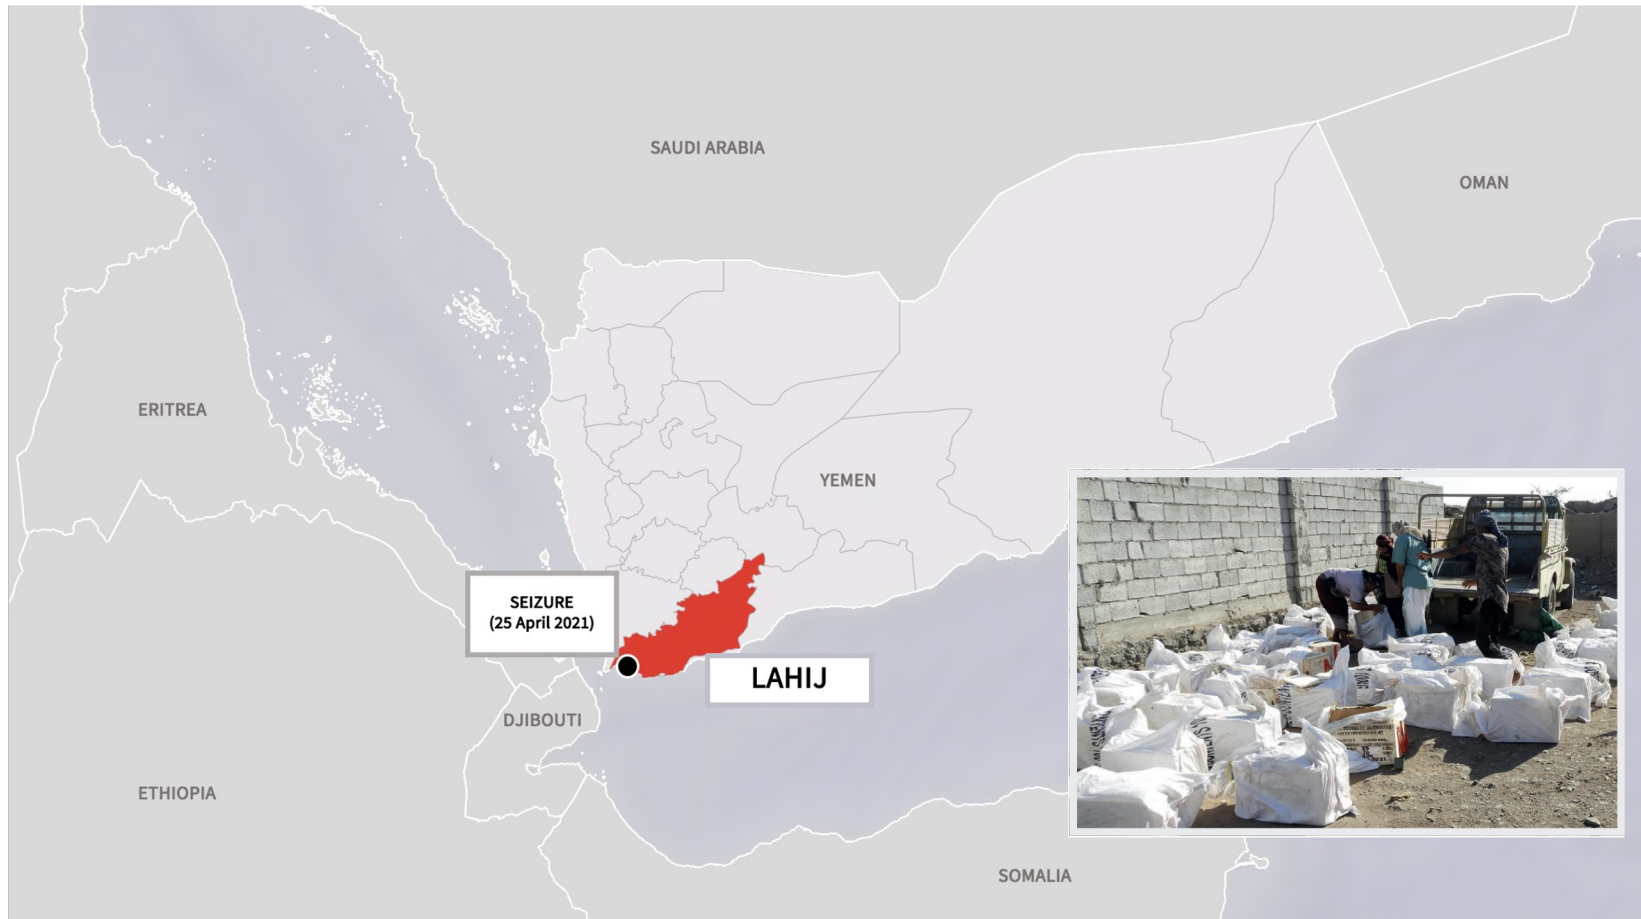 SAUDI ARABIA
OMAN
ERITREA
YEMEN
SEIZURE
(25 April 2021)
LAHIJ
DJIBOUTI
ETHIOPIA
SOMALIA